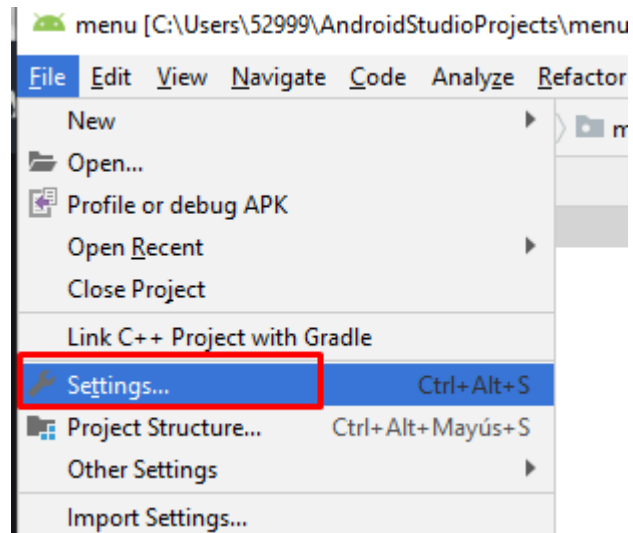 menu [C:\Users\52999\AndroidStudioProjects\menu
File Edit View Navigate Code Analyze Refactor
New
Open...
Profile or debug APK
Open Recent
Close Project
Link C++ Project with Gradle
Settings... Ctrl+Alt+S
Project Structure... Ctrl+Alt+Mayús+S
Other Settings
Import Settings...